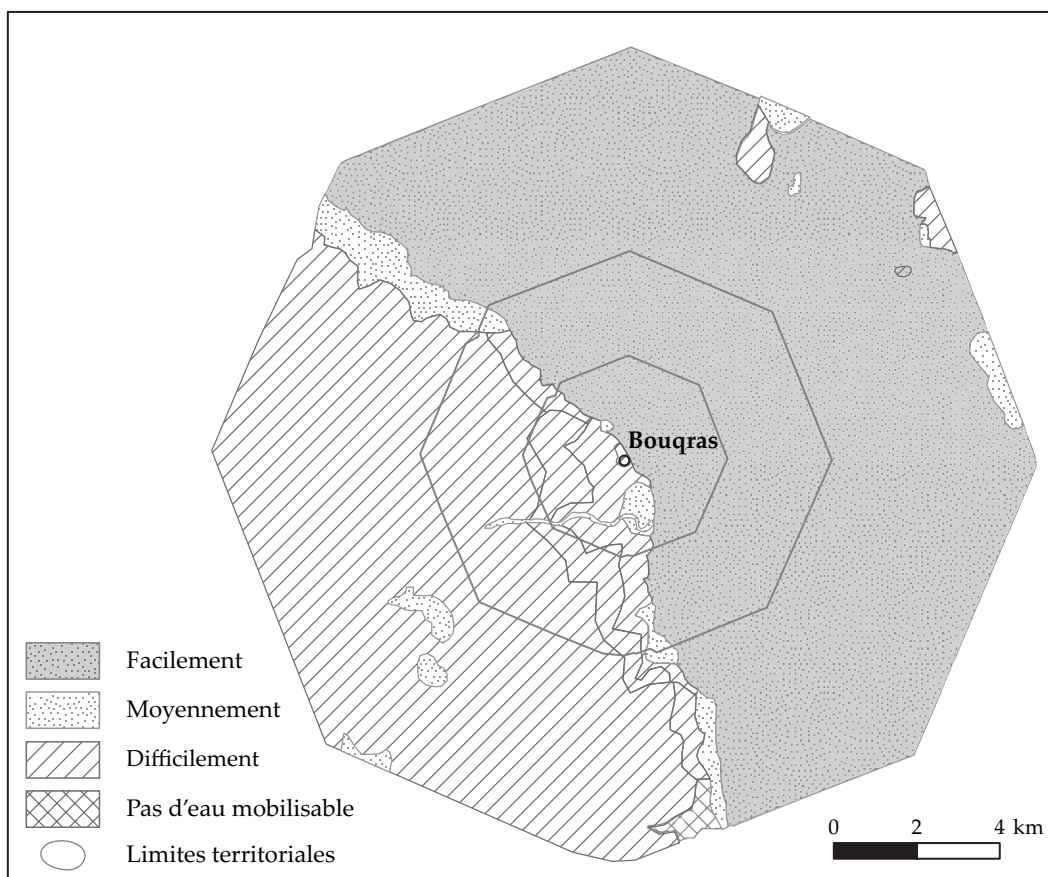 Bouqras
Facilement
Moyennement
Difficilement
Pas d'eau mobilisable
Limites territoriales
0 2 4 km